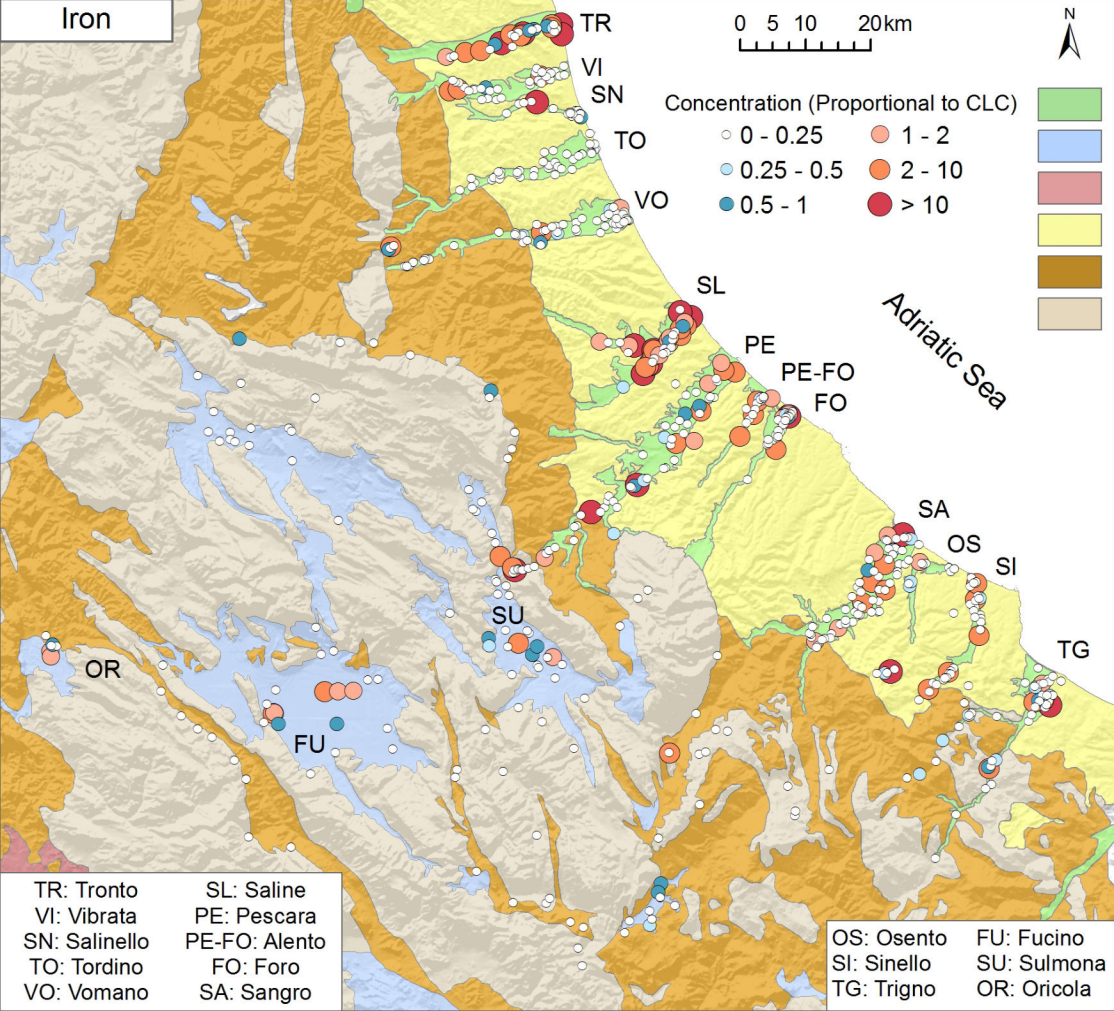 Iron
0 5 10 20km
N
TR
VI
SN
TO
VO
Concentration (Proportional to CLC)
0 - 0.25
1 - 2
0.25 - 0.5
2 - 10
0.5 - 1
> 10
SL
PE
PE-FO
FO
Adriatic Sea
SA
OS
SI
TG
SU
OR
FU
TR: Tronto
SL: Saline
VI: Vibrata
PE: Pescara
SN: Salinello
PE-FO: Alento
TO: Tordino
FO: Foro
VO: Vomano
SA: Sangro
OS: Osento
FU: Fucino
SI: Sinello
SU: Sulmona
TG: Trigno
OR: Oricola